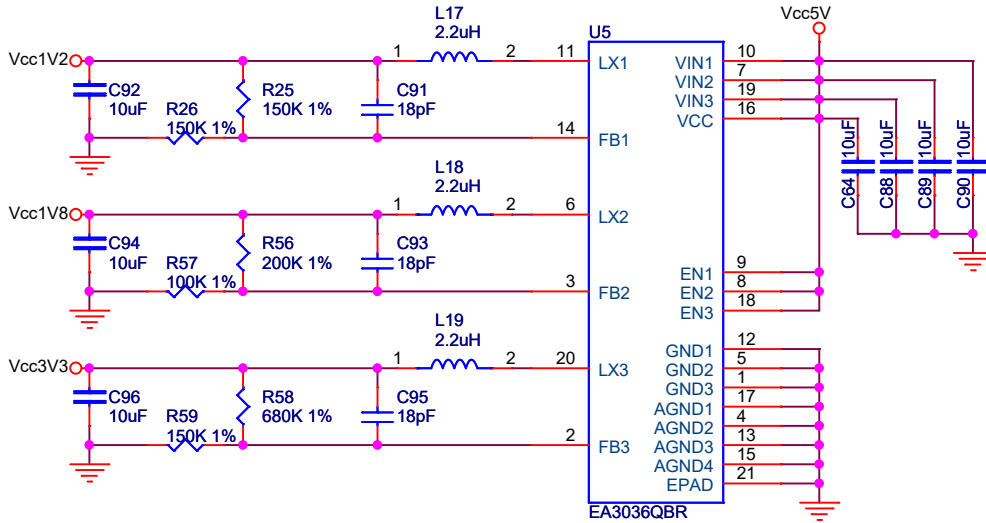 Vcc5V
L17
2.2uH
U5
Vcc1V2
1
2
11
LX1
VIN1
10
VIN2
7
VIN3
19
VCC
16
C92
10uF
R25
150K 1%
C91
18pF
R26
150K 1%
14
FB1
10uF
10uF
10uF
10uF
C64
C88
C89
C90
L18
2.2uH
Vcc1V8
1
2
6
LX2
C94
10uF
R56
200K 1%
C93
18pF
R57
100K 1%
3
FB2
EN1
9
EN2
8
EN3
18
L19
2.2uH
Vcc3V3
1
2
20
LX3
GND1
12
GND2
5
GND3
1
AGND1
17
AGND2
4
AGND3
13
AGND4
15
EPAD
21
C96
10uF
R58
680K 1%
C95
18pF
R59
150K 1%
2
FB3
EA3036QBR